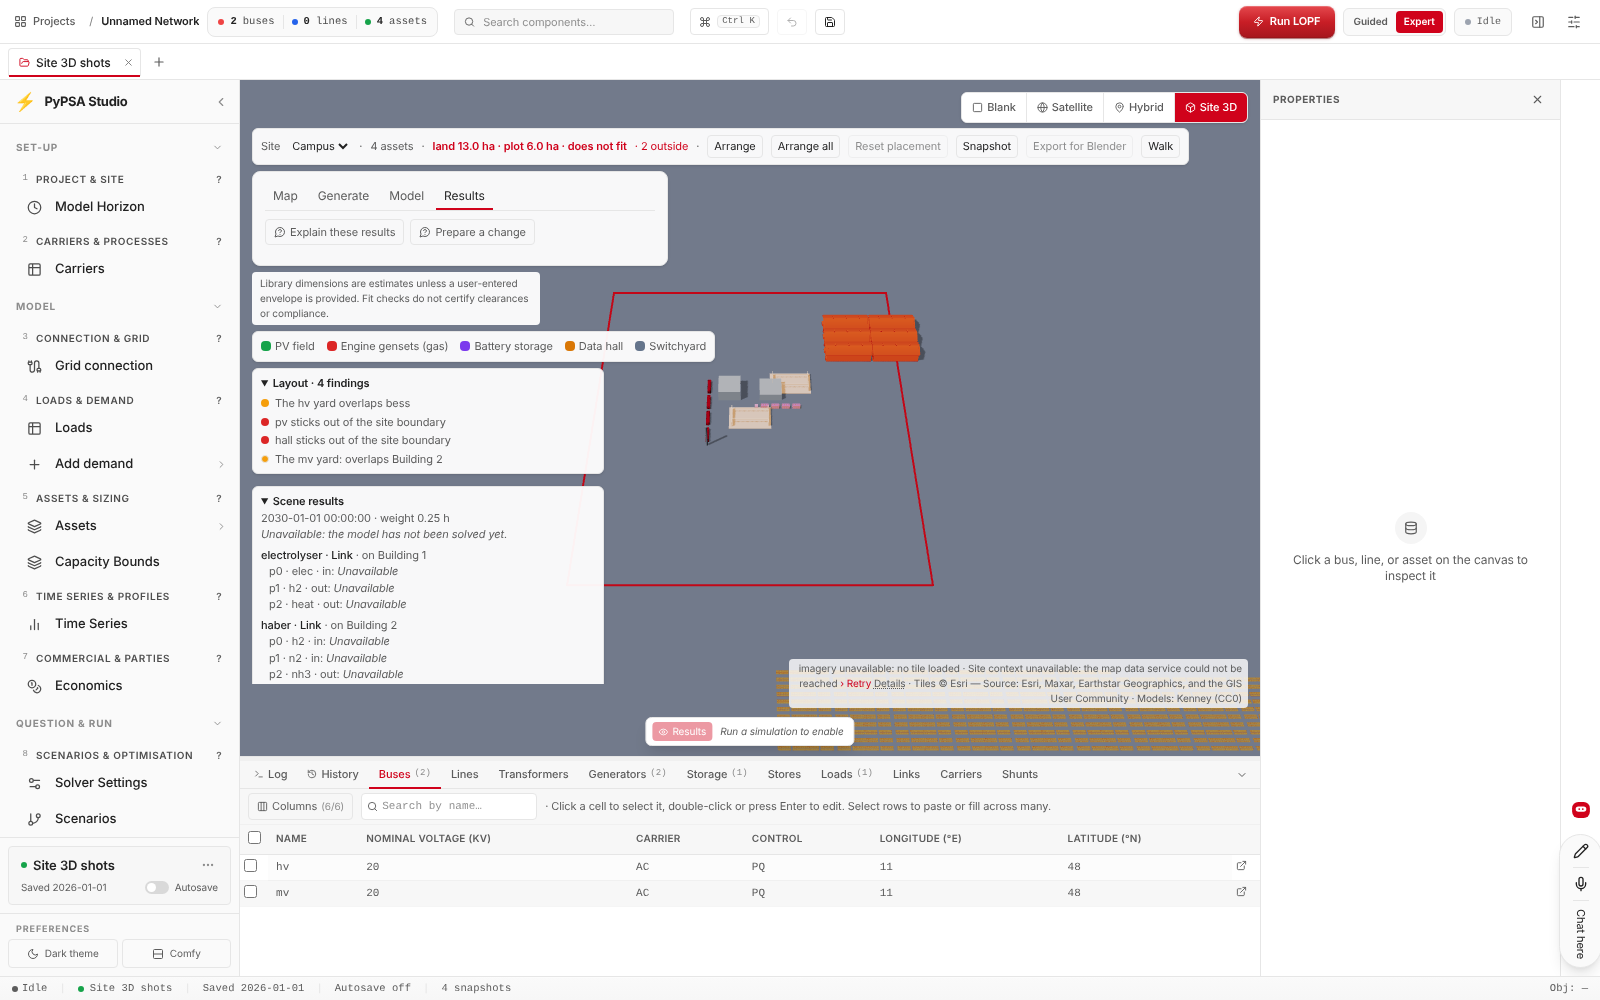 Projects / Unnamed Network
2 buses 0 lines 4 assets
Search components...
Ctrl K
Run LOPF
Guided Expert
Idle
Site 3D shots
PyPSA Studio
SET-UP
1 PROJECT & SITE ?
Model Horizon
2 CARRIERS & PROCESSES ?
Carriers
MODEL
3 CONNECTION & GRID ?
Grid connection
4 LOADS & DEMAND ?
Loads
Add demand
5 ASSETS & SIZING ?
Assets
Capacity Bounds
6 TIME SERIES & PROFILES ?
Time Series
7 COMMERCIAL & PARTIES ?
Economics
QUESTION & RUN
8 SCENARIOS & OPTIMISATION ?
Solver Settings
Scenarios
Site 3D shots
Saved 2026-01-01 Autosave
PREFERENCES
Dark theme Comfy
Blank Satellite Hybrid Site 3D
Site Campus · 4 assets · land 13.0 ha · plot 6.0 ha · does not fit · 2 outside · Arrange Arrange all Reset placement Snapshot Export for Blender Walk
Map Generate Model Results
Explain these results Prepare a change
Library dimensions are estimates unless a user-entered
envelope is provided. Fit checks do not certify clearances
or compliance.
PV field Engine gensets (gas) Battery storage Data hall Switchyard
Layout · 4 findings
The hv yard overlaps bess
pv sticks out of the site boundary
hall sticks out of the site boundary
The mv yard: overlaps Building 2
Scene results
2030-01-01 00:00:00 · weight 0.25 h
Unavailable: the model has not been solved yet.
electrolyser · Link · on Building 1
p0 · elec · in: Unavailable
p1 · h2 · out: Unavailable
p2 · heat · out: Unavailable
haber · Link · on Building 2
p0 · h2 · in: Unavailable
p1 · n2 · in: Unavailable
p2 · nh3 · out: Unavailable
imagery unavailable: no tile loaded · Site context unavailable: the map data service could not be
reached › Retry Details · Tiles © Esri — Source: Esri, Maxar, Earthstar Geographics, and the GIS
User Community · Models: Kenney (CC0)
Results Run a simulation to enable
PROPERTIES
Click a bus, line, or asset on the canvas to
inspect it
Log History Buses (2) Lines Transformers Generators (2) Storage (1) Stores Loads (1) Links Carriers Shunts
Columns (6/6) Search by name… · Click a cell to select it, double-click or press Enter to edit. Select rows to paste or fill across many.
NAME NOMINAL VOLTAGE (KV) CARRIER CONTROL LONGITUDE (°E) LATITUDE (°N)
hv 20 AC PQ 11 48
mv 20 AC PQ 11 48
Chat here
Idle Site 3D shots Saved 2026-01-01 Autosave off 4 snapshots Obj: —